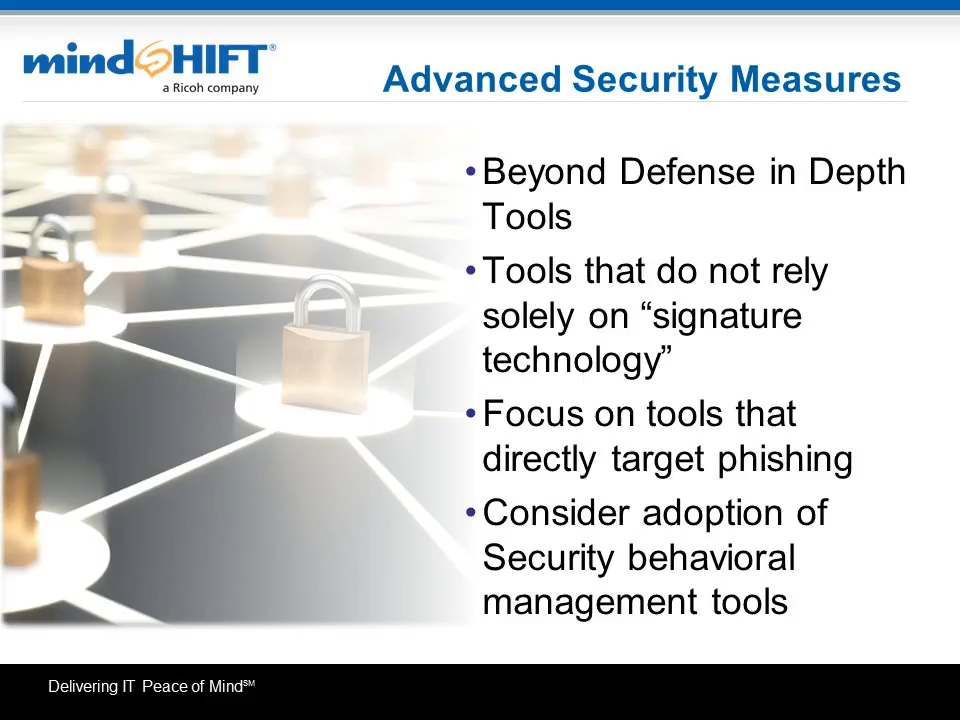 mindSHIFT®
a Ricoh company
Advanced Security Measures
•Beyond Defense in Depth
Tools
•Tools that do not rely
solely on “signature
technology”
•Focus on tools that
directly target phishing
•Consider adoption of
Security behavioral
management tools
Delivering IT Peace of Mind℠